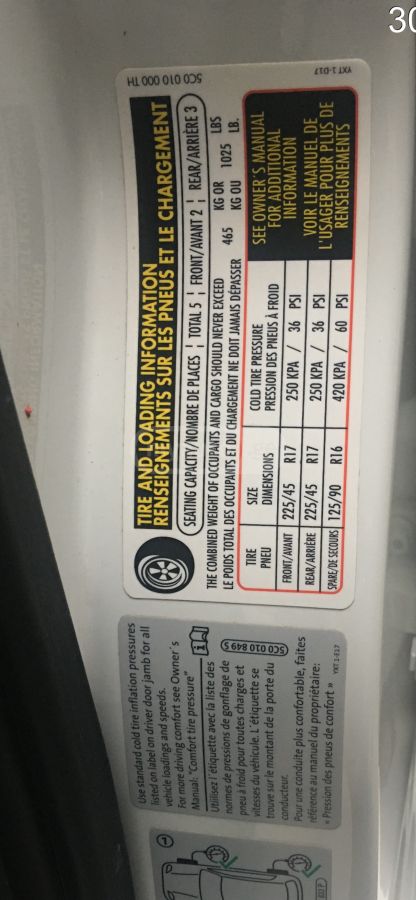 30
5C0 010 000 TH
YXT 1-D17
TIRE AND LOADING INFORMATION
RENSEIGNEMENTS SUR LES PNEUS ET LE CHARGEMENT
SEATING CAPACITY/NOMBRE DE PLACES TOTAL 5 FRONT/AVANT 2 REAR/ARRIÈRE 3
THE COMBINED WEIGHT OF OCCUPANTS AND CARGO SHOULD NEVER EXCEED 465 KG OR 1025 LBS
LE POIDS TOTAL DES OCCUPANTS ET DU CHARGEMENT NE DOIT JAMAIS DÉPASSER KG OU LB.
TIRE SIZE COLD TIRE PRESSURE
PNEU DIMENSIONS PRESSION DES PNEUS À FROID
FRONT/AVANT 225/45 R17 250 KPA / 36 PSI
REAR/ARRIÈRE 225/45 R17 250 KPA / 36 PSI
SPARE/DE SECOURS 125/90 R16 420 KPA / 60 PSI
SEE OWNER'S MANUAL
FOR ADDITIONAL
INFORMATION
VOIR LE MANUEL DE
L'USAGER POUR PLUS DE
RENSEIGNEMENTS
Use standard cold tire inflation pressures
listed on label on driver door jamb for all
vehicle loadings and speeds.
For more driving comfort see Owner's
Manual: "Comfort tire pressure"
Utilisez l'étiquette avec la liste des
normes de pressions de gonflage de
pneu à froid pour toutes charges et
vitesses du véhicule. L'étiquette se
trouve sur le montant de la porte du
conducteur.
Pour une conduite plus confortable, faites
référence au manuel du propriétaire:
« Pression des pneus de confort »
5C0 010 849 S
YXT 1-E17
1